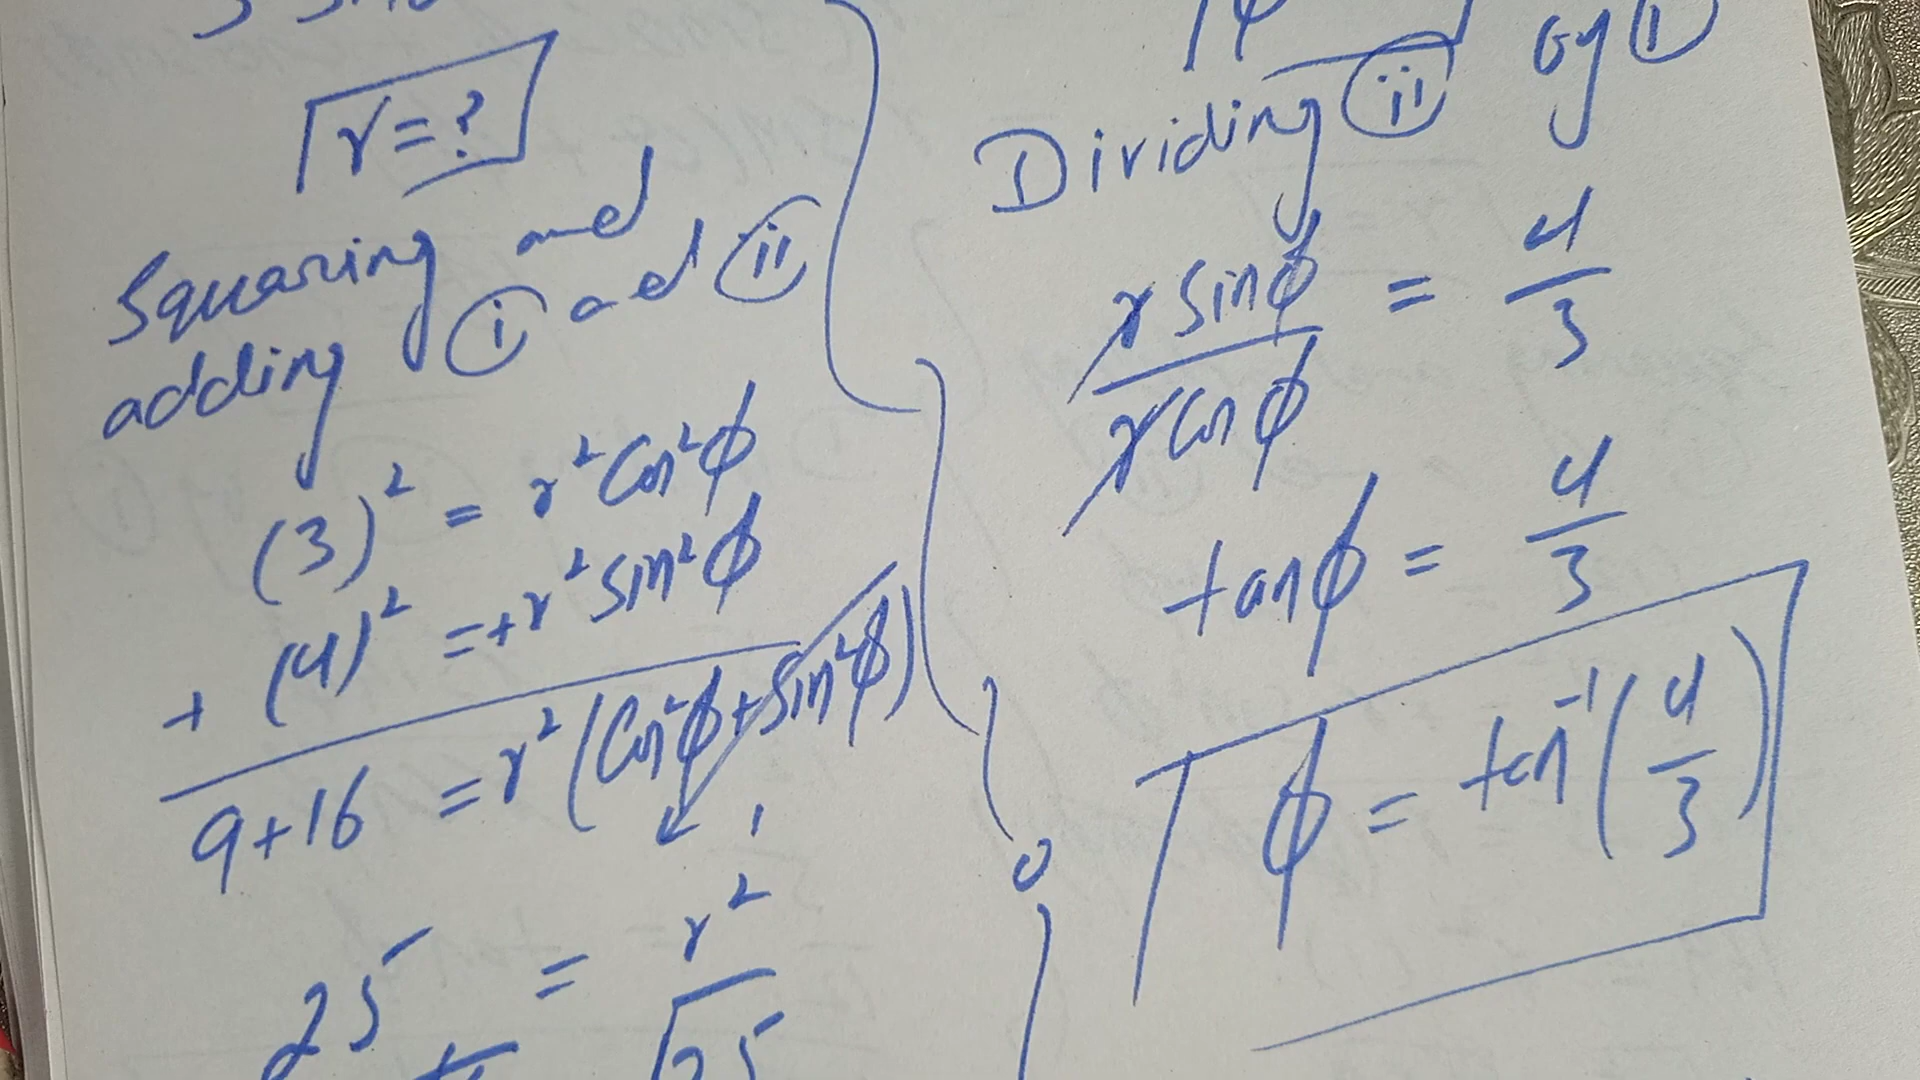 r = ?
Squaring and
adding (i) and (ii)
(3)² = r² Cos²φ
+ (4)² = + r² sin²φ
9+16 = r² (Cos²φ + Sin²φ)
1
25 = r²
√25
Dividing (ii) by (i)
r sinφ / r cosφ = 4/3
tanφ = 4/3
φ = tan⁻¹(4/3)